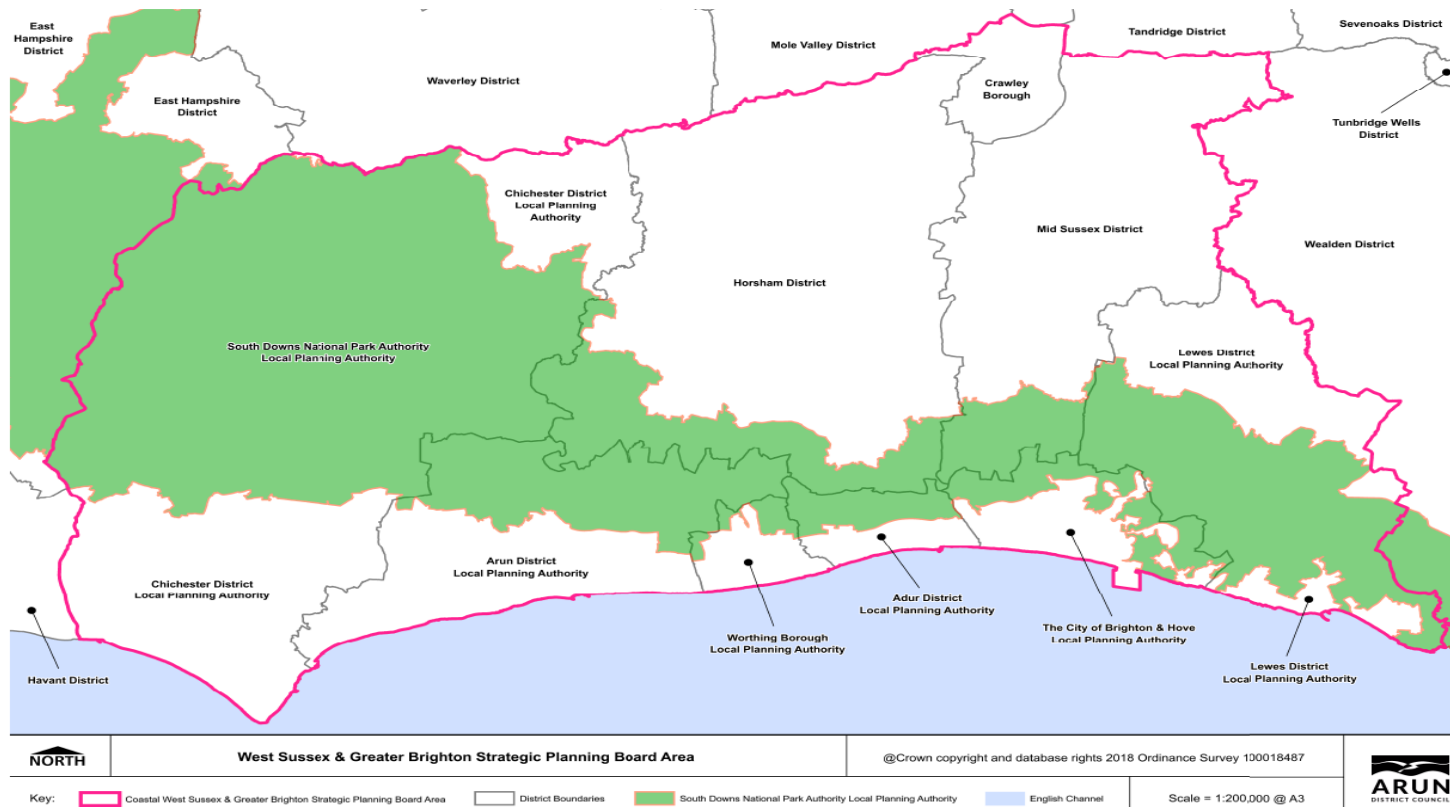 East
Hampshire
District
Mole Valley District
Tandridge District
Sevenoaks District
Waverley District
Crawley
Borough
East Hampshire
District
Tunbridge Wells
District
Chichester District
Local Planning
Authority
Mid Sussex District
Wealden District
Horsham District
South Downs National Park Authority
Local Planning Authority
Lewes District
Local Planning Authority
Arun District
Local Planning Authority
Chichester District
Local Planning Authority
Adur District
Local Planning Authority
Worthing Borough
Local Planning Authority
The City of Brighton & Hove
Local Planning Authority
Lewes District
Local Planning Authority
Havant District
NORTH
West Sussex & Greater Brighton Strategic Planning Board Area
@Crown copyright and database rights 2018 Ordinance Survey 100018487
ARUN
DISTRICT COUNCIL
Key:
Coastal West Sussex & Greater Brighton Strategic Planning Board Area
District Boundaries
South Downs National Park Authority Local Planning Authority
English Channel
Scale = 1:200,000 @ A3